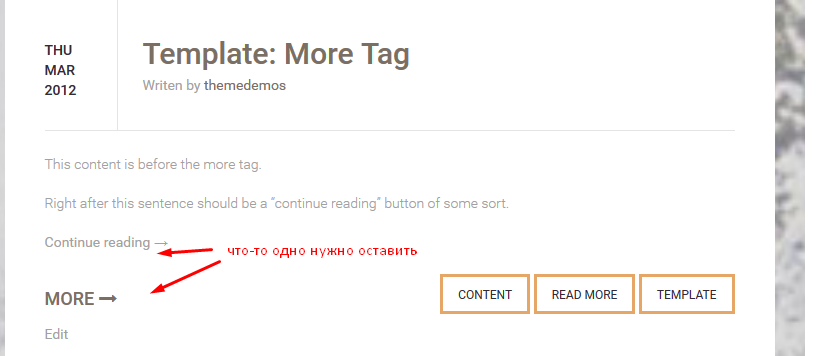 THU
MAR
2012
Template: More Tag
Writen by themedemos
This content is before the more tag.
Right after this sentence should be a “continue reading” button of some sort.
Continue reading →
что-то одно нужно оставить
MORE
CONTENT
READ MORE
TEMPLATE
Edit